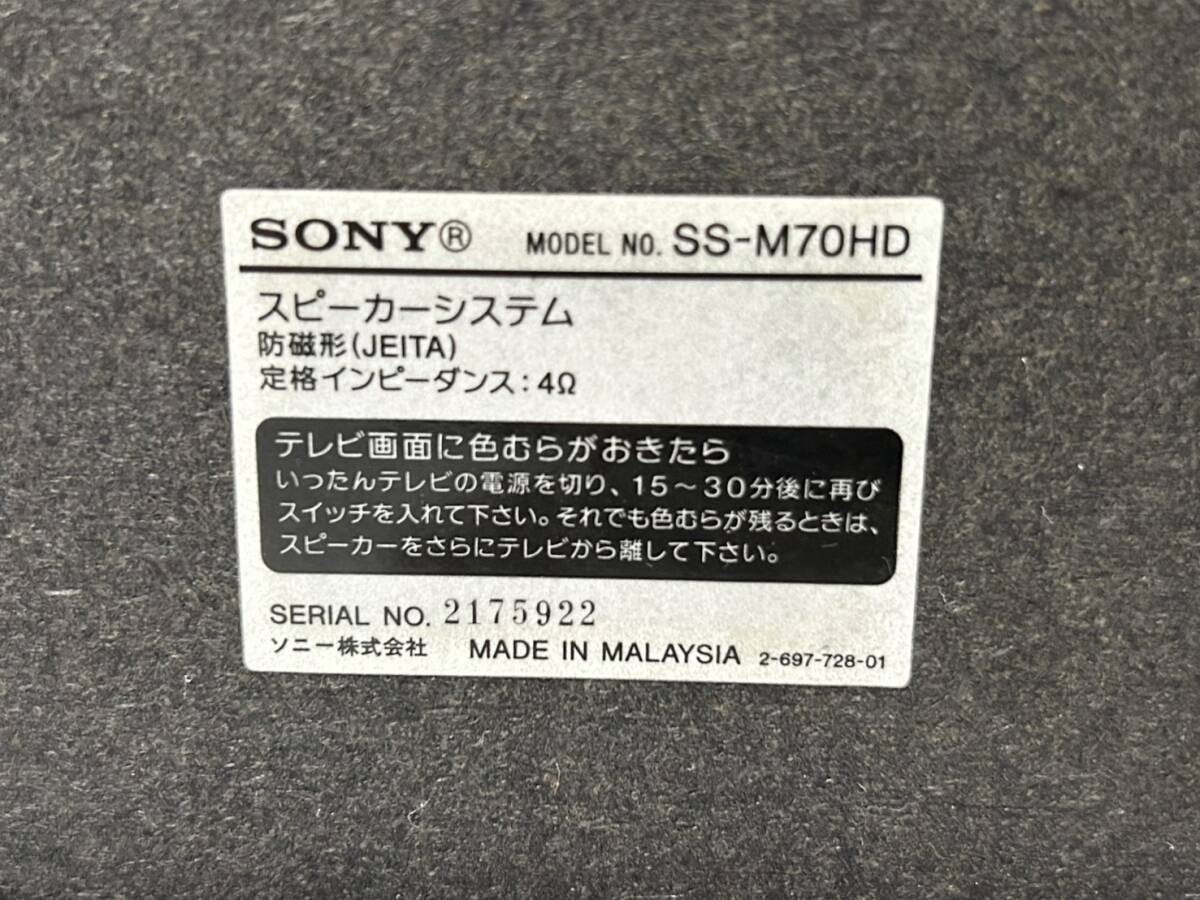 SONY® MODEL NO. SS-M70HD
スピーカーシステム
防磁形(JEITA)
定格インピーダンス:4Ω
テレビ画面に色むらがおきたら
いったんテレビの電源を切り、15〜30分後に再び
スイッチを入れて下さい。それでも色むらが残るときは、
スピーカーをさらにテレビから離して下さい。
SERIAL NO. 2175922
ソニー株式会社 MADE IN MALAYSIA 2-697-728-01